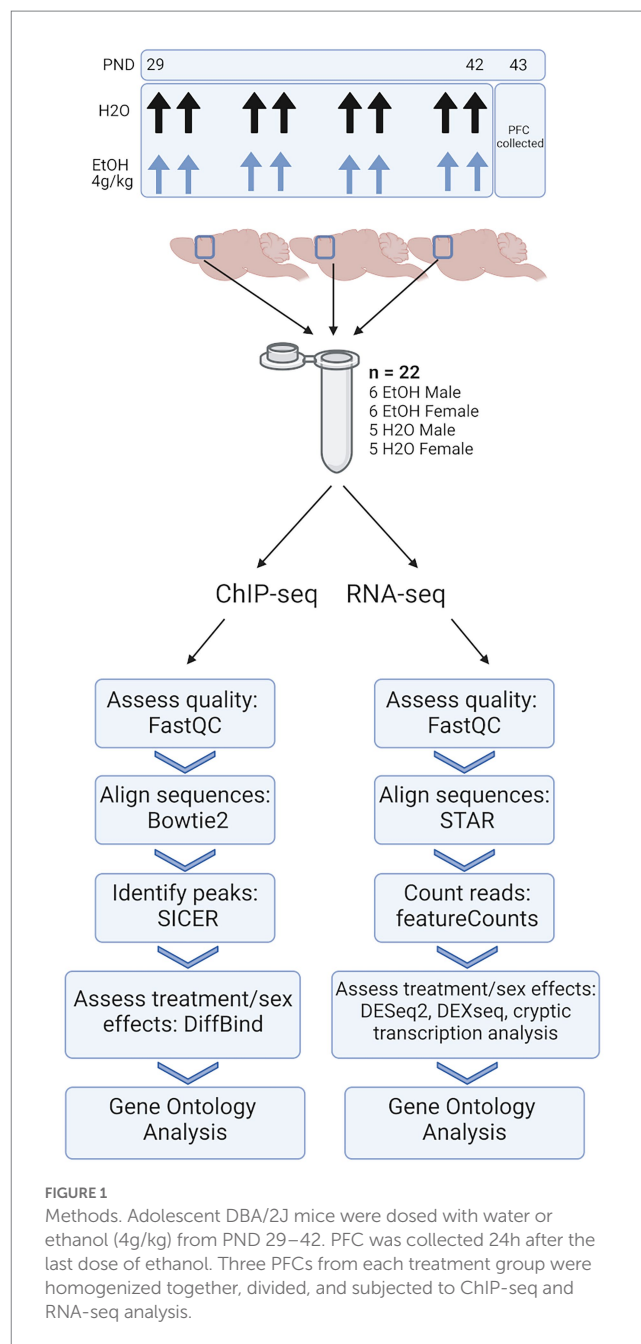 PND 29 42 43
H2O
PFC collected
EtOH 4g/kg
n = 22
6 EtOH Male
6 EtOH Female
5 H2O Male
5 H2O Female
ChIP-seq RNA-seq
Assess quality:
FastQC
Align sequences:
Bowtie2
Identify peaks:
SICER
Assess treatment/sex
effects: DiffBind
Gene Ontology
Analysis
Assess quality:
FastQC
Align sequences:
STAR
Count reads:
featureCounts
Assess treatment/sex effects:
DESeq2, DEXseq, cryptic
transcription analysis
Gene Ontology
Analysis
FIGURE 1
Methods. Adolescent DBA/2J mice were dosed with water or
ethanol (4g/kg) from PND 29–42. PFC was collected 24h after the
last dose of ethanol. Three PFCs from each treatment group were
homogenized together, divided, and subjected to ChIP-seq and
RNA-seq analysis.